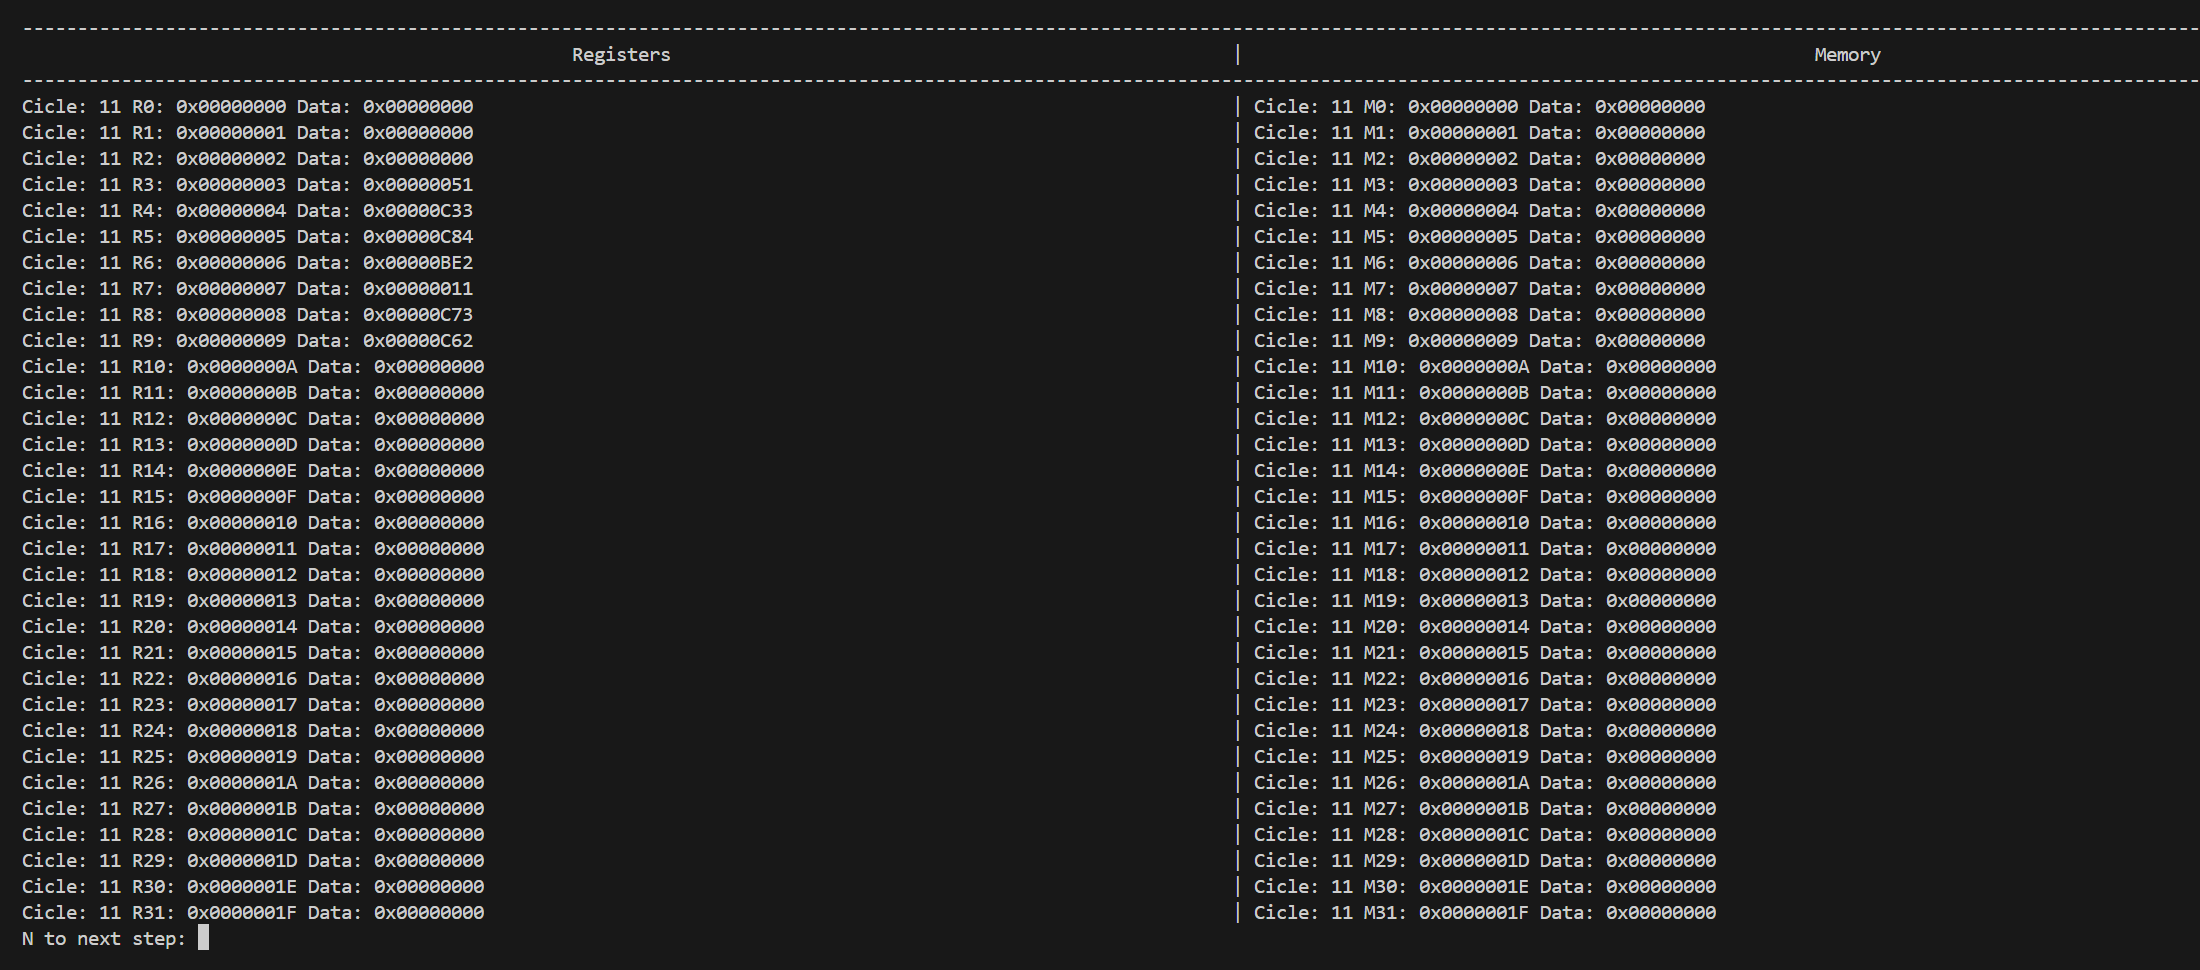 Registers | Memory
Cicle: 11 R0: 0x00000000 Data: 0x00000000 | Cicle: 11 M0: 0x00000000 Data: 0x00000000
Cicle: 11 R1: 0x00000001 Data: 0x00000000 | Cicle: 11 M1: 0x00000001 Data: 0x00000000
Cicle: 11 R2: 0x00000002 Data: 0x00000000 | Cicle: 11 M2: 0x00000002 Data: 0x00000000
Cicle: 11 R3: 0x00000003 Data: 0x00000051 | Cicle: 11 M3: 0x00000003 Data: 0x00000000
Cicle: 11 R4: 0x00000004 Data: 0x00000C33 | Cicle: 11 M4: 0x00000004 Data: 0x00000000
Cicle: 11 R5: 0x00000005 Data: 0x00000C84 | Cicle: 11 M5: 0x00000005 Data: 0x00000000
Cicle: 11 R6: 0x00000006 Data: 0x00000BE2 | Cicle: 11 M6: 0x00000006 Data: 0x00000000
Cicle: 11 R7: 0x00000007 Data: 0x00000011 | Cicle: 11 M7: 0x00000007 Data: 0x00000000
Cicle: 11 R8: 0x00000008 Data: 0x00000C73 | Cicle: 11 M8: 0x00000008 Data: 0x00000000
Cicle: 11 R9: 0x00000009 Data: 0x00000C62 | Cicle: 11 M9: 0x00000009 Data: 0x00000000
Cicle: 11 R10: 0x0000000A Data: 0x00000000 | Cicle: 11 M10: 0x0000000A Data: 0x00000000
Cicle: 11 R11: 0x0000000B Data: 0x00000000 | Cicle: 11 M11: 0x0000000B Data: 0x00000000
Cicle: 11 R12: 0x0000000C Data: 0x00000000 | Cicle: 11 M12: 0x0000000C Data: 0x00000000
Cicle: 11 R13: 0x0000000D Data: 0x00000000 | Cicle: 11 M13: 0x0000000D Data: 0x00000000
Cicle: 11 R14: 0x0000000E Data: 0x00000000 | Cicle: 11 M14: 0x0000000E Data: 0x00000000
Cicle: 11 R15: 0x0000000F Data: 0x00000000 | Cicle: 11 M15: 0x0000000F Data: 0x00000000
Cicle: 11 R16: 0x00000010 Data: 0x00000000 | Cicle: 11 M16: 0x00000010 Data: 0x00000000
Cicle: 11 R17: 0x00000011 Data: 0x00000000 | Cicle: 11 M17: 0x00000011 Data: 0x00000000
Cicle: 11 R18: 0x00000012 Data: 0x00000000 | Cicle: 11 M18: 0x00000012 Data: 0x00000000
Cicle: 11 R19: 0x00000013 Data: 0x00000000 | Cicle: 11 M19: 0x00000013 Data: 0x00000000
Cicle: 11 R20: 0x00000014 Data: 0x00000000 | Cicle: 11 M20: 0x00000014 Data: 0x00000000
Cicle: 11 R21: 0x00000015 Data: 0x00000000 | Cicle: 11 M21: 0x00000015 Data: 0x00000000
Cicle: 11 R22: 0x00000016 Data: 0x00000000 | Cicle: 11 M22: 0x00000016 Data: 0x00000000
Cicle: 11 R23: 0x00000017 Data: 0x00000000 | Cicle: 11 M23: 0x00000017 Data: 0x00000000
Cicle: 11 R24: 0x00000018 Data: 0x00000000 | Cicle: 11 M24: 0x00000018 Data: 0x00000000
Cicle: 11 R25: 0x00000019 Data: 0x00000000 | Cicle: 11 M25: 0x00000019 Data: 0x00000000
Cicle: 11 R26: 0x0000001A Data: 0x00000000 | Cicle: 11 M26: 0x0000001A Data: 0x00000000
Cicle: 11 R27: 0x0000001B Data: 0x00000000 | Cicle: 11 M27: 0x0000001B Data: 0x00000000
Cicle: 11 R28: 0x0000001C Data: 0x00000000 | Cicle: 11 M28: 0x0000001C Data: 0x00000000
Cicle: 11 R29: 0x0000001D Data: 0x00000000 | Cicle: 11 M29: 0x0000001D Data: 0x00000000
Cicle: 11 R30: 0x0000001E Data: 0x00000000 | Cicle: 11 M30: 0x0000001E Data: 0x00000000
Cicle: 11 R31: 0x0000001F Data: 0x00000000 | Cicle: 11 M31: 0x0000001F Data: 0x00000000
N to next step: